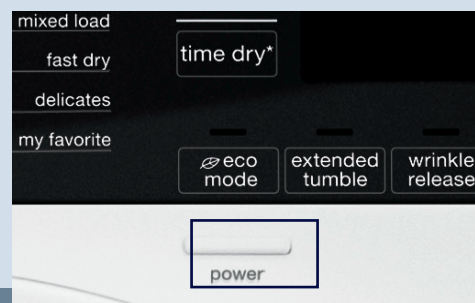 mixed load
fast dry
delicates
my favorite
time dry*
eco
mode
extended
tumble
wrinkle
release
power